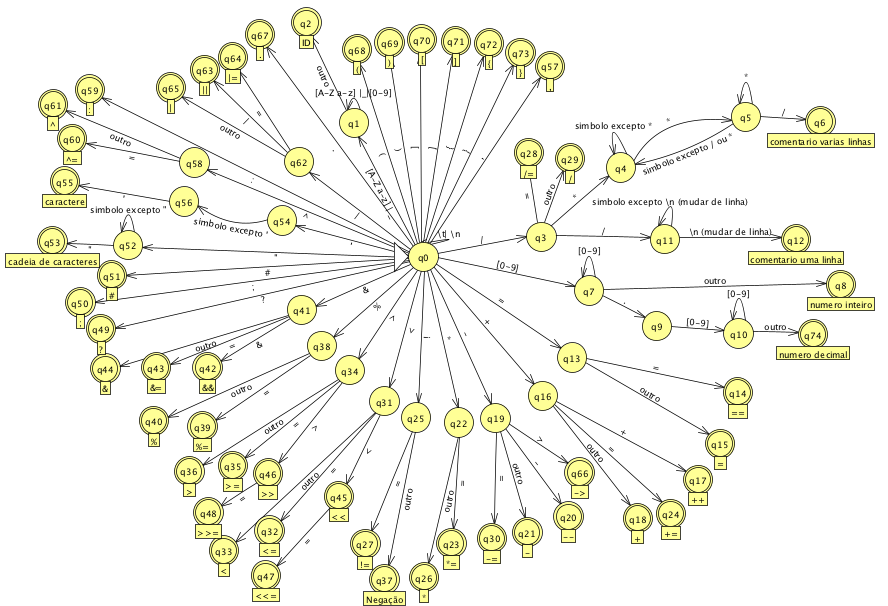 q67
.
q2
ID
q68
(
q69
)
q70
[
q71
]
q72
{
q73
}
q57
,
q64
|=
q63
||
q65
|
q59
:
q61
^
q60
^=
q55
caractere
q53
cadeia de caracteres
q51
#
q50
;
q49
?
q44
&
q43
&=
q42
&&
q40
%
q39
%=
q36
>
q35
>=
q46
>>
q48
>>=
q33
<
q32
<=
q45
<<
q47
<<=
q27
!=
q37
Negação
q26
*
q23
*=
q30
-=
q21
-
q20
--
q66
->
q18
+
q24
+=
q17
++
q15
=
q14
==
q74
numero decimal
q8
numero inteiro
q12
comentario uma linha
q6
comentario varias linhas
q29
/
q28
/=
q0
q1
q3
q4
q5
q7
q9
q10
q11
q13
q16
q19
q22
q25
q31
q34
q38
q41
q52
q54
q56
q58
q62
outro
[A-Z a-z] |_|[0-9]
[A-Z a-z]|_
\t| \n
simbolo excepto *
*
*
simbolo excepto / ou *
/
/
=
outro
*
/
simbolo excepto \n (mudar de linha)
\n (mudar de linha)
[0-9]
[0-9]
outro
.
[0-9]
[0-9]
outro
=
=
outro
+
+
=
outro
-
>
-
outro
=
*
=
outro
!
=
outro
<
<
=
outro
=
>
>
=
outro
=
%
=
outro
&
&
=
outro
?
;
#
"
"
simbolo excepto "
'
simbolo excepto '
'
^
=
outro
:
|
=
|
outro
.
(
)
[
]
{
}
,